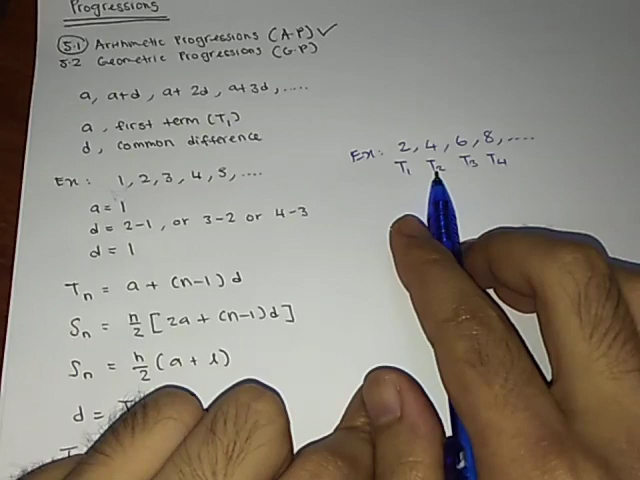 Progressions
5.1 Arithmetic Progressions (A.P) ✓
5.2 Geometric Progressions (G.P)
a, a+d, a+2d, a+3d, .....
a, first term (T₁)
d, common difference
Ex: 1, 2, 3, 4, 5, ....
a = 1
d = 2-1, or 3-2 or 4-3
d = 1
Tn = a + (n-1)d
Sn = n/2 [2a + (n-1)d]
Sn = n/2 (a + l)
d =
Ex: 2, 4, 6, 8, ....
T₁ T₂ T₃ T₄